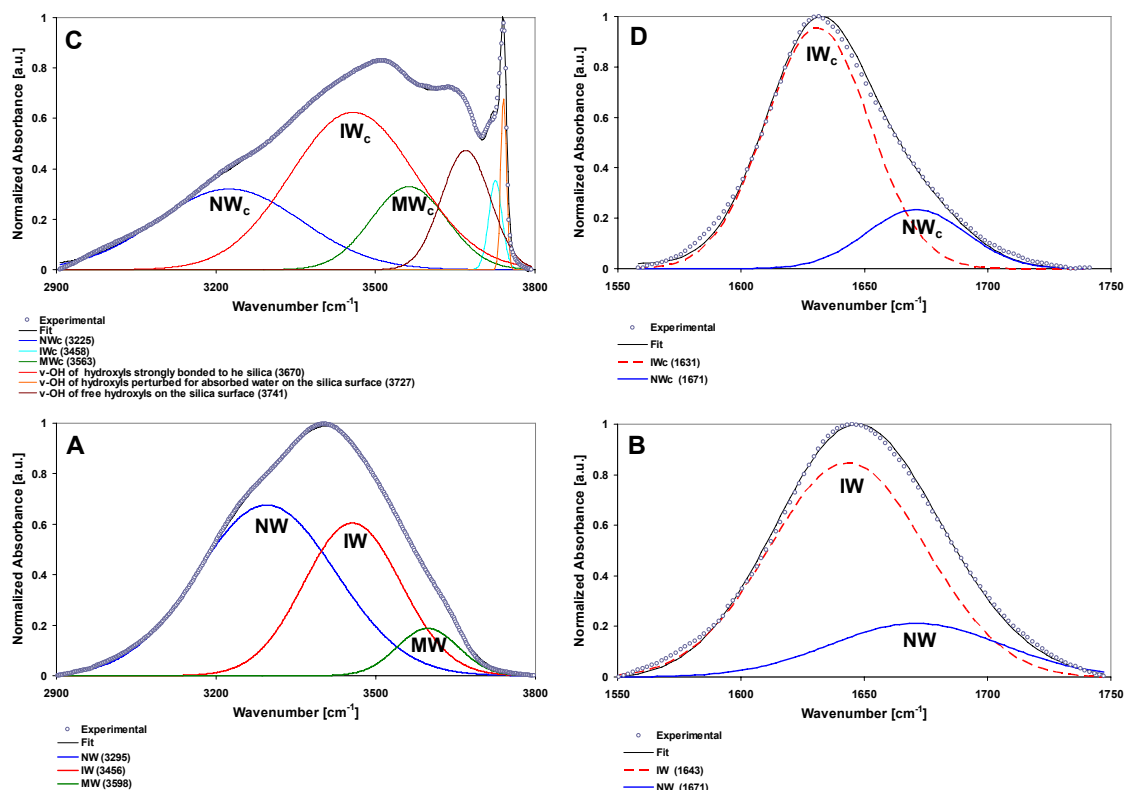 C
Normalized Absorbance [a.u.]
1
0.8
0.6
0.4
0.2
0
NWc
IWc
MWc
2900 3200 3500 3800
Wavenumber [cm-1]
Experimental
Fit
NWc (3225)
IWc (3458)
MWc (3563)
ν-OH of hydroxyls strongly bonded to he silica (3670)
ν-OH of hydroxyls perturbed for absorbed water on the silica surface (3727)
ν-OH of free hydroxyls on the silica surface (3741)
D
Normalized Absorbance [a.u.]
1
0.8
0.6
0.4
0.2
0
IWc
NWc
1550 1600 1650 1700 1750
Wavenumber [cm-1]
Experimental
Fit
IWc (1631)
NWc (1671)
A
Normalized Absorbance [a.u.]
1
0.8
0.6
0.4
0.2
0
NW
IW
MW
2900 3200 3500 3800
Wavenumber [cm-1]
Experimental
Fit
NW (3295)
IW (3456)
MW (3598)
B
Normalized Absorbance [a.u.]
1
0.8
0.6
0.4
0.2
0
IW
NW
1550 1600 1650 1700 1750
Wavenumber [cm-1]
Experimental
Fit
IW (1643)
NW (1671)